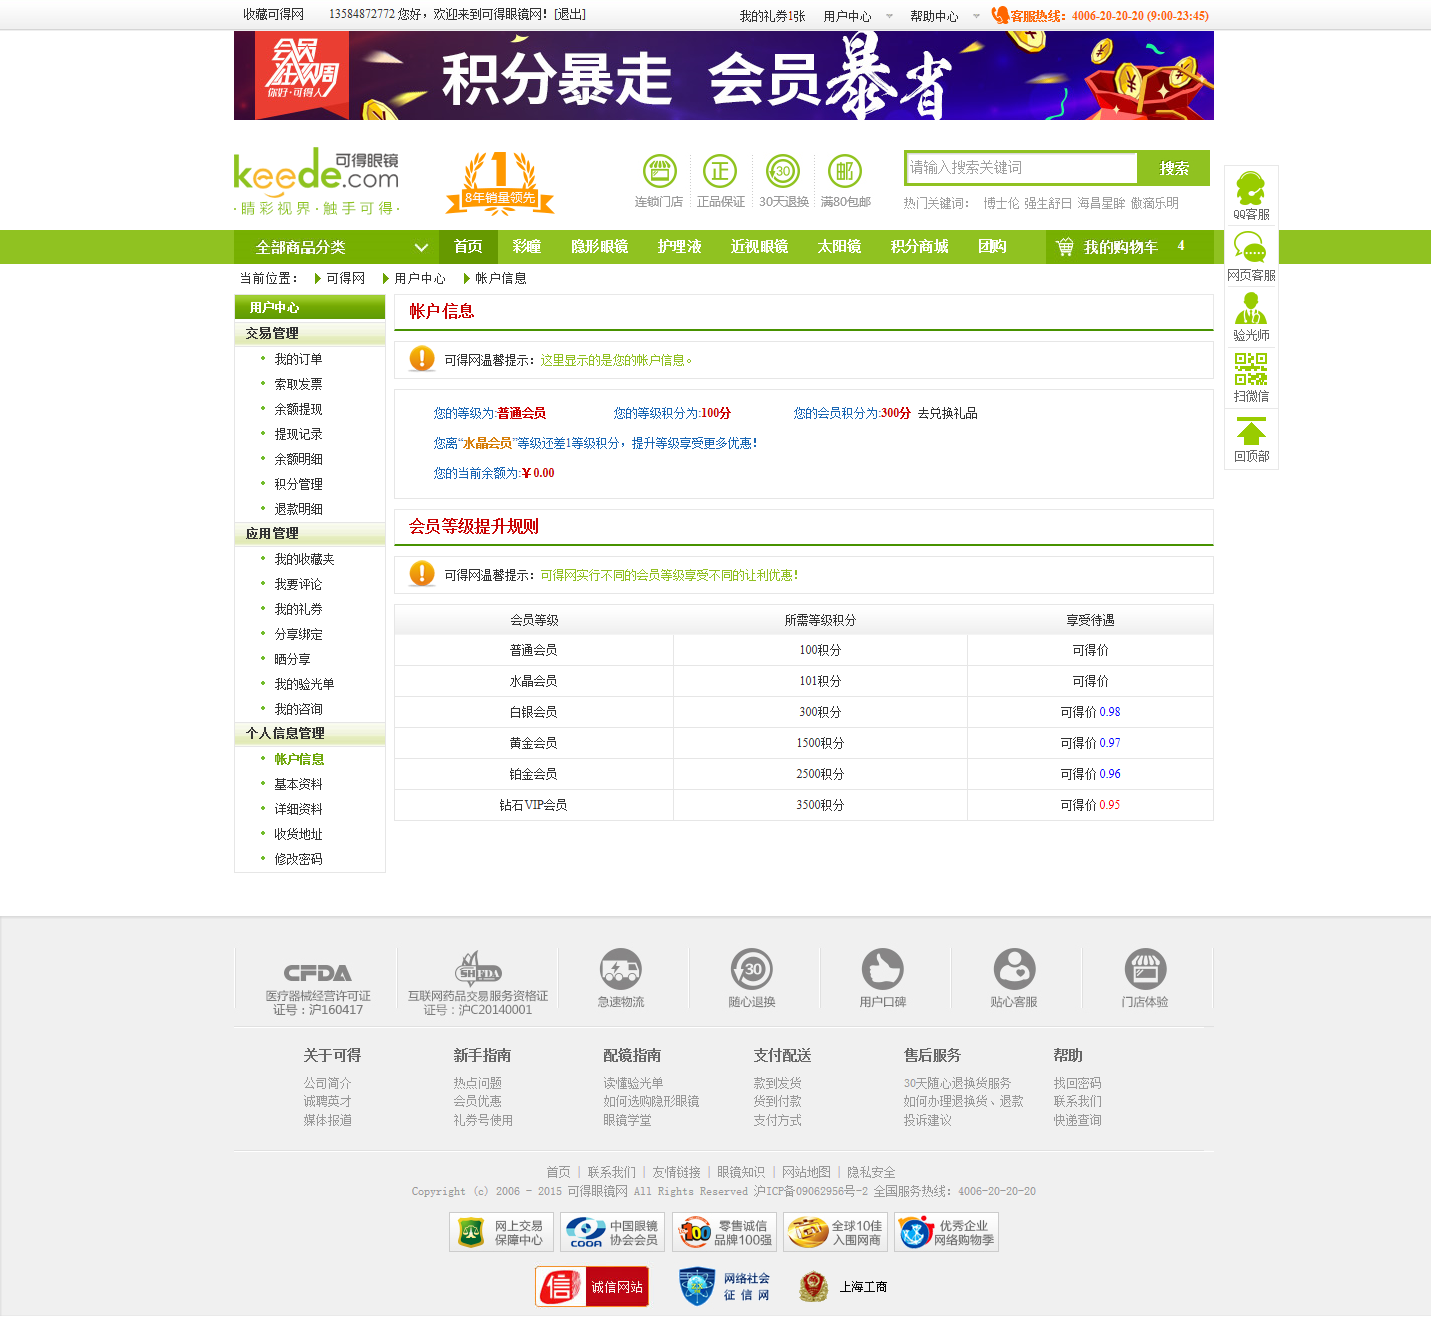 收藏可得网 13584872772 您好，欢迎来到可得眼镜网！[退出] 我的礼券1张 用户中心 帮助中心 客服热线：4006-20-20-20 (9:00-23:45)
会员狂欢周
你好·可得人
积分暴走 会员暴省
keede.com 可得眼镜
·睛彩视界·触手可得·
1
8年销量领先
连锁门店 正 正品保证 30 30天退换 邮 满80包邮
请输入搜索关键词 搜索
热门关键词： 博士伦 强生舒日 海昌星眸 傲滴乐明
全部商品分类 首页 彩瞳 隐形眼镜 护理液 近视眼镜 太阳镜 积分商城 团购 我的购物车 4
QQ客服
网页客服
验光师
扫微信
回顶部
当前位置： 可得网 用户中心 帐户信息
用户中心
交易管理
我的订单
索取发票
余额提现
提现记录
余额明细
积分管理
退款明细
应用管理
我的收藏夹
我要评论
我的礼券
分享绑定
晒分享
我的验光单
我的咨询
个人信息管理
帐户信息
基本资料
详细资料
收货地址
修改密码
帐户信息
可得网温馨提示：这里显示的是您的帐户信息。
您的等级为:普通会员 您的等级积分为:100分 您的会员积分为:300分 去兑换礼品
您离“水晶会员”等级还差1等级积分，提升等级享受更多优惠！
您的当前余额为:￥0.00
会员等级提升规则
可得网温馨提示：可得网实行不同的会员等级享受不同的让利优惠！
会员等级 所需等级积分 享受待遇
普通会员 100积分 可得价
水晶会员 101积分 可得价
白银会员 300积分 可得价 0.98
黄金会员 1500积分 可得价 0.97
铂金会员 2500积分 可得价 0.96
钻石VIP会员 3500积分 可得价 0.95
CFDA
医疗器械经营许可证
证号：沪160417
SHFDA
互联网药品交易服务资格证
证号：沪C20140001
急速物流 30 随心退换 用户口碑 贴心客服 门店体验
关于可得
公司简介
诚聘英才
媒体报道
新手指南
热点问题
会员优惠
礼券号使用
配镜指南
读懂验光单
如何选购隐形眼镜
眼镜学堂
支付配送
款到发货
货到付款
支付方式
售后服务
30天随心退换货服务
如何办理退换货、退款
投诉建议
帮助
找回密码
联系我们
快递查询
首页 | 联系我们 | 友情链接 | 眼镜知识 | 网站地图 | 隐私安全
Copyright (c) 2006 - 2015 可得眼镜网 All Rights Reserved 沪ICP备09062956号-2 全国服务热线：4006-20-20-20
网上交易
保障中心
COOA
中国眼镜
协会会员
100
零售诚信
品牌100强
全球10佳
入围网商
优秀企业
网络购物季
信 诚信网站
网络社会
征信网
上海工商